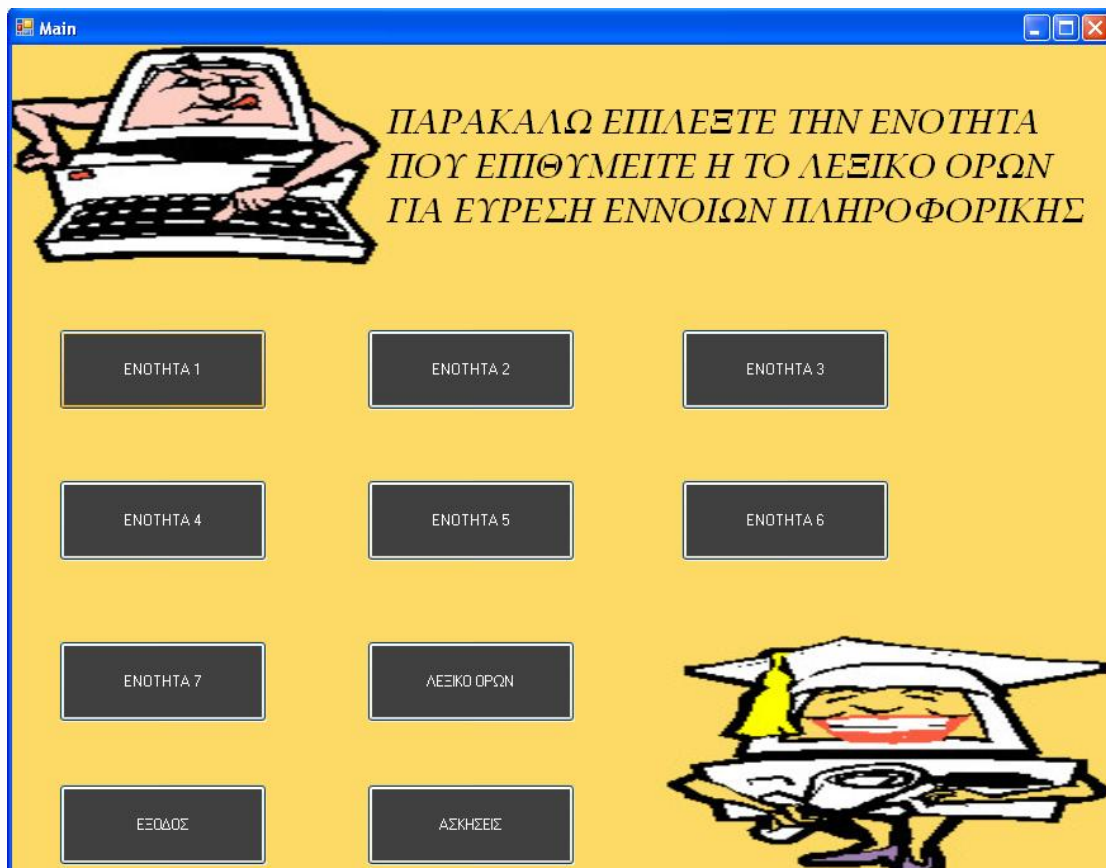 Main
ΠΑΡΑΚΑΛΩ ΕΠΙΛΕΞΤΕ ΤΗΝ ΕΝΟΤΗΤΑ
ΠΟΥ ΕΠΙΘΥΜΕΙΤΕ Η ΤΟ ΛΕΞΙΚΟ ΟΡΩΝ
ΓΙΑ ΕΥΡΕΣΗ ΕΝΝΟΙΩΝ ΠΛΗΡΟΦΟΡΙΚΗΣ
ΕΝΟΤΗΤΑ 1
ΕΝΟΤΗΤΑ 2
ΕΝΟΤΗΤΑ 3
ΕΝΟΤΗΤΑ 4
ΕΝΟΤΗΤΑ 5
ΕΝΟΤΗΤΑ 6
ΕΝΟΤΗΤΑ 7
ΛΕΞΙΚΟ ΟΡΩΝ
ΕΞΟΔΟΣ
ΑΣΚΗΣΕΙΣ